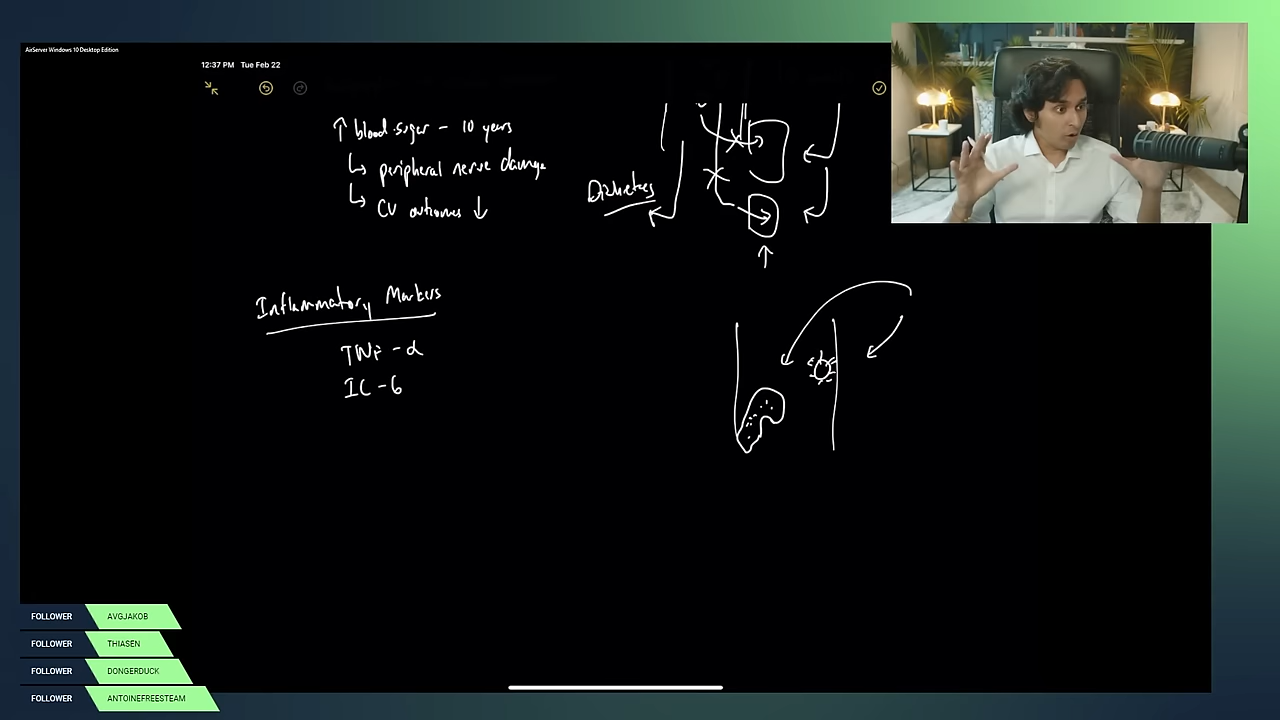 AirServer Windows 10 Desktop Edition
12:37 PM Tue Feb 22
↑ blood sugar - 10 years
↳ peripheral nerve damage
↳ CV outcomes ↓
Diabetes
Inflammatory Markers
TNF-α
IL-6
FOLLOWER AVGJAKOB
FOLLOWER THIASEN
FOLLOWER DONGERDUCK
FOLLOWER ANTOINEFREESTEAM